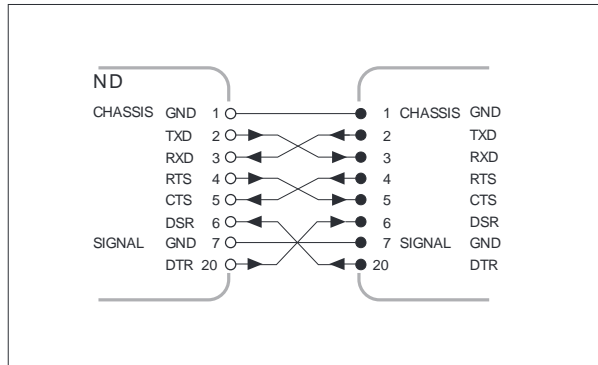 ND
CHASSIS GND 1 1 CHASSIS GND
TXD 2 2 TXD
RXD 3 3 RXD
RTS 4 4 RTS
CTS 5 5 CTS
DSR 6 6 DSR
SIGNAL GND 7 7 SIGNAL GND
DTR 20 20 DTR